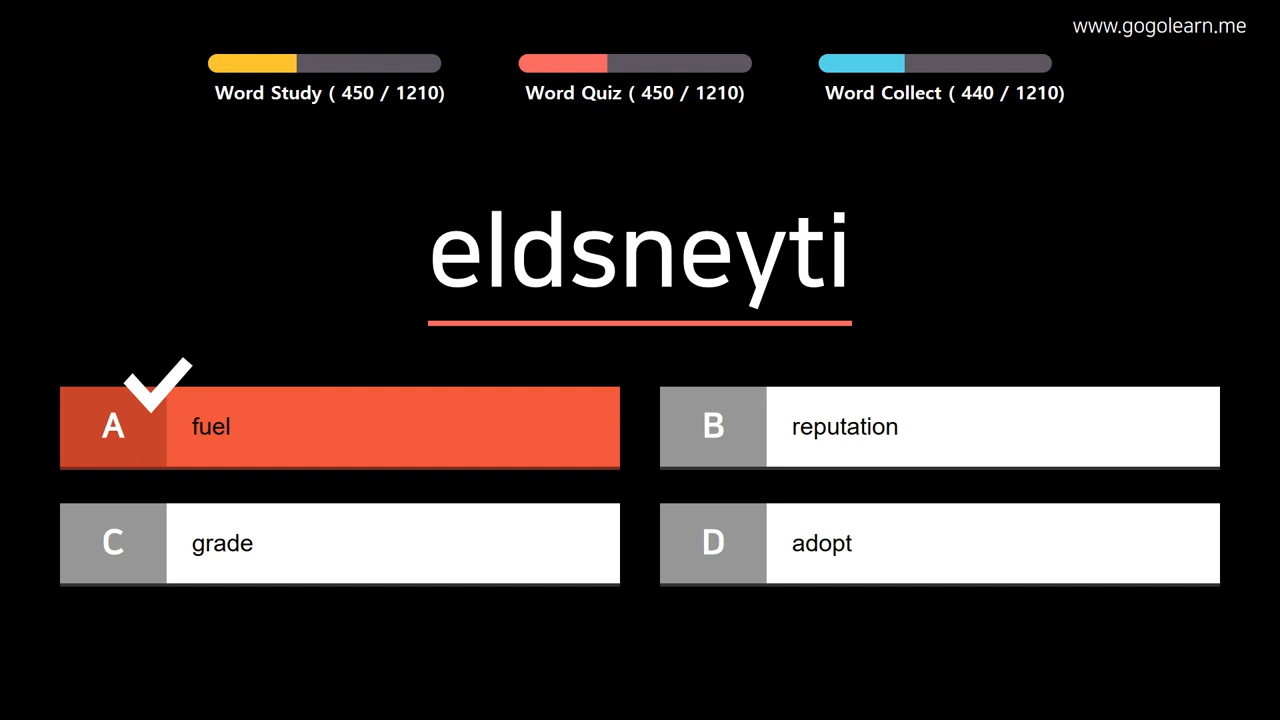 www.gogolearn.me
Word Study ( 450 / 1210)
Word Quiz ( 450 / 1210)
Word Collect ( 440 / 1210)
eldsneyti
A fuel
B reputation
C grade
D adopt